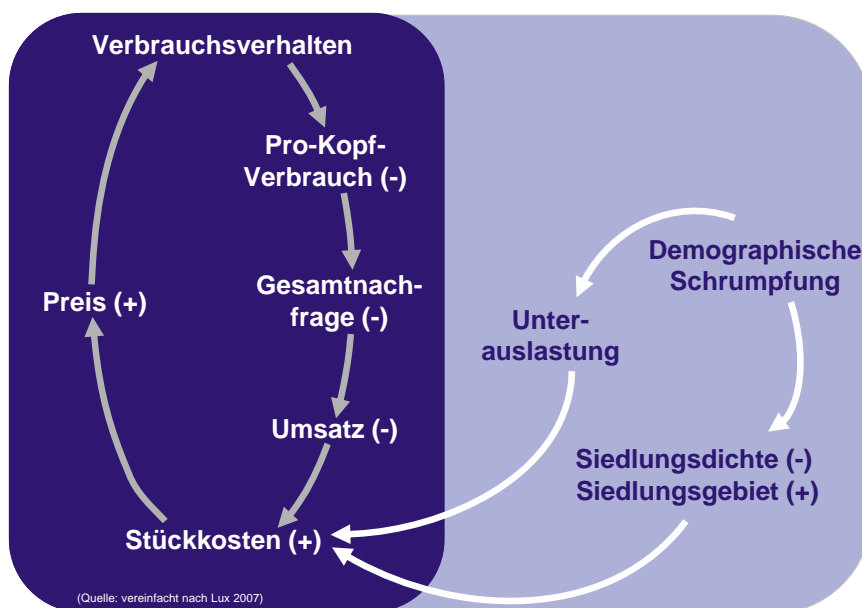 Verbrauchsverhalten
Pro-Kopf-
Verbrauch (-)
Gesamtnach-
frage (-)
Preis (+)
Umsatz (-)
Stückkosten (+)
Demographische
Schrumpfung
Unter-
auslastung
Siedlungsdichte (-)
Siedlungsgebiet (+)
(Quelle: vereinfacht nach Lux 2007)